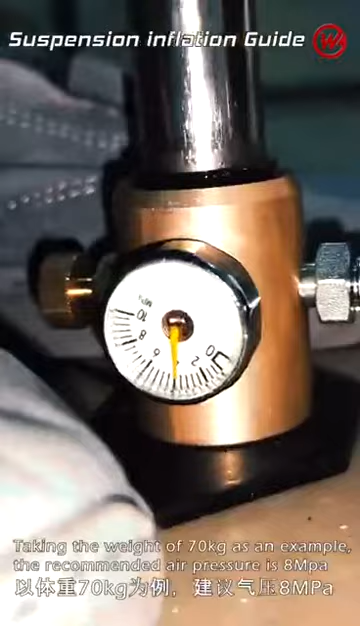 Suspension inflation Guide
W
MPa
10
8
6
2
0
Taking the weight of 70kg as an example,
the recommended air pressure is 8Mpa
以体重70kg为例，建议气压8MPa